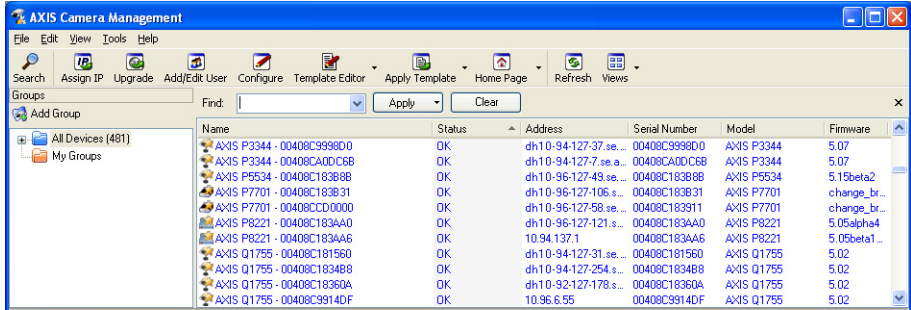 AXIS Camera Management
File Edit View Tools Help
Search Assign IP Upgrade Add/Edit User Configure Template Editor Apply Template Home Page Refresh Views
Groups
Find: Apply Clear
Add Group
Name Status Address Serial Number Model Firmware
All Devices (481)
My Groups
AXIS P3344 - 00408C9998D0 OK dh10-94-127-37.se.... 00408C9998D0 AXIS P3344 5.07
AXIS P3344 - 00408CA0DC6B OK dh10-94-127-7.se.a... 00408CA0DC6B AXIS P3344 5.07
AXIS P5534 - 00408C183B8B OK dh10-96-127-49.se.... 00408C183B8B AXIS P5534 5.15beta2
AXIS P7701 - 00408C183B31 OK dh10-96-127-106.s... 00408C183B31 AXIS P7701 change_br...
AXIS P7701 - 00408CCD0000 OK dh10-96-127-58.se.... 00408C183911 AXIS P7701 change_br...
AXIS P8221 - 00408C183AA0 OK dh10-96-127-121.s... 00408C183AA0 AXIS P8221 5.05alpha4
AXIS P8221 - 00408C183AA6 OK 10.94.137.1 00408C183AA6 AXIS P8221 5.05beta1...
AXIS Q1755 - 00408C181560 OK dh10-94-127-31.se.... 00408C181560 AXIS Q1755 5.02
AXIS Q1755 - 00408C1834B8 OK dh10-94-127-254.s... 00408C1834B8 AXIS Q1755 5.02
AXIS Q1755 - 00408C18360A OK dh10-92-127-178.s... 00408C18360A AXIS Q1755 5.02
AXIS Q1755 - 00408C9914DF OK 10.96.6.55 00408C9914DF AXIS Q1755 5.02